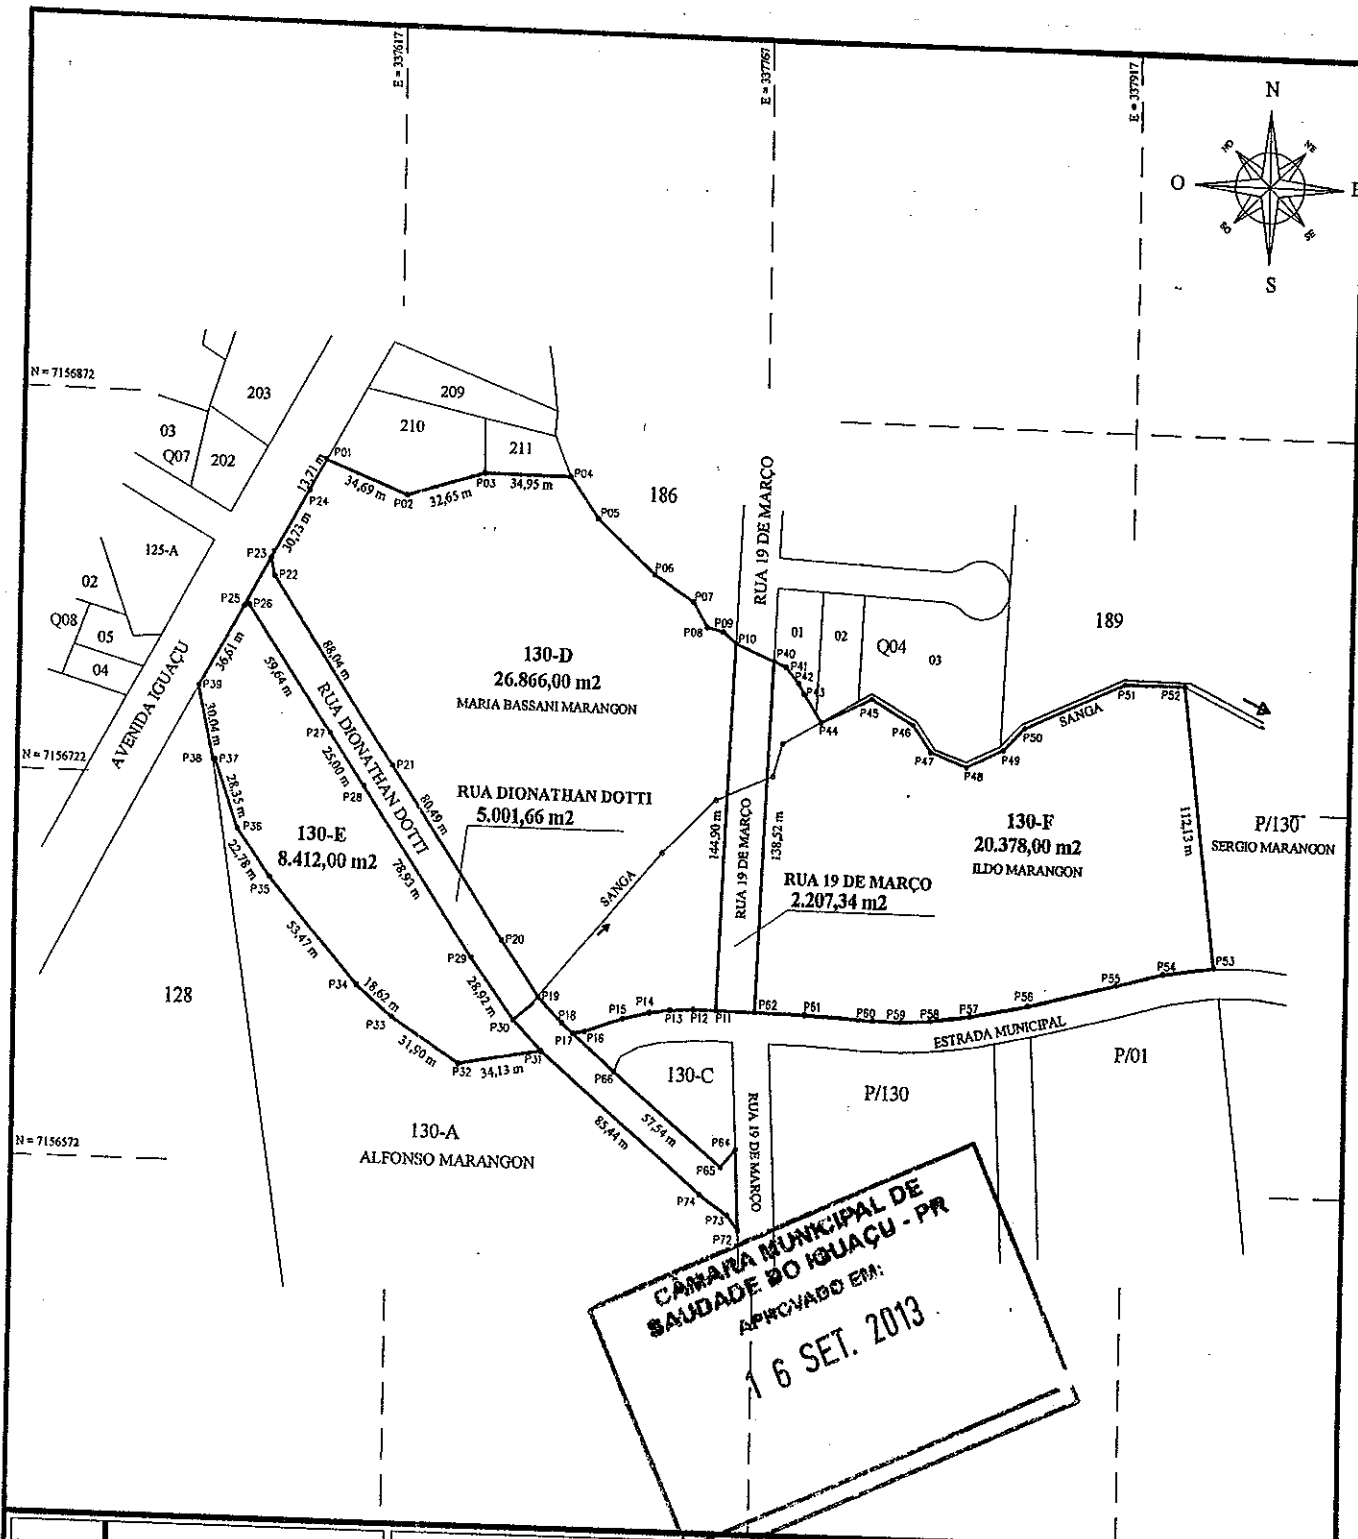 E = 337617
E = 337767
E = 337917
N
NO
NE
O
E
SO
SE
S
N = 7156872
203
209
03
Q07
202
210
211
P01
13,71 m
P24
34,69 m
P02
32,65 m
P03
34,95 m
P04
186
P05
30,73 m
P23
P22
125-A
02
Q08
05
04
P25
P26
36,61 m
P39
AVENIDA IGUAÇU
P06
P07
P08
P09
P10
RUA 19 DE MARÇO
01
02
Q04
03
189
P40
P41
P42
P43
P44
P45
P46
P47
P48
P49
P50
SANGA
P51
P52
130-D
26.866,00 m2
MARIA BASSANI MARANGON
88,04 m
59,64 m
RUA DIONATHAN DOTTI
P27
25,00 m
P28
P21
80,49 m
30,04 m
N = 7156722
P38
P37
28,35 m
P36
22,78 m
P35
130-E
8.412,00 m2
RUA DIONATHAN DOTTI
5.001,66 m2
78,93 m
144,90 m
RUA 19 DE MARÇO
138,52 m
130-F
20.378,00 m2
ILDO MARANGON
112,13 m
P/130
SERGIO MARANGON
RUA 19 DE MARÇO
2.207,34 m2
SANGA
53,47 m
P20
P29
28,92 m
128
P34
18,62 m
P33
31,90 m
P32
34,13 m
P31
P30
P19
P18
P17
P16
P15
P14
P13
P12
P11
P62
P61
P60
P59
P58
P57
P56
P55
P54
P53
ESTRADA MUNICIPAL
P66
130-C
P/130
P/01
57,54 m
85,44 m
P64
P65
RUA 19 DE MARÇO
N = 7156572
130-A
ALFONSO MARANGON
P74
P73
P72
CÂMARA MUNICIPAL DE
SAUDADE DO IGUAÇU - PR
APROVADO EM:
16 SET. 2013